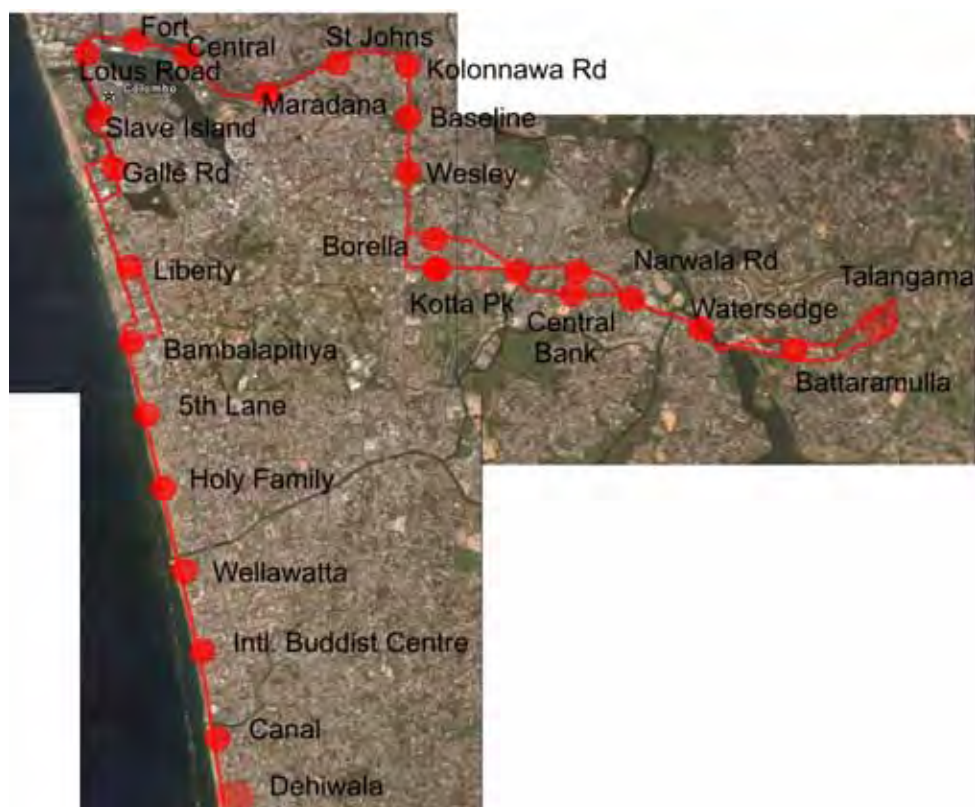 Fort
Central
St Johns
Lotus Road
Kolonnawa Rd
Colombo
Maradana
Slave Island
Baseline
Galle Rd
Wesley
Borella
Liberty
Narwala Rd
Talangama
Kotta Pk
Central
Bank
Watersedge
Bambalapitiya
Battaramulla
5th Lane
Holy Family
Wellawatta
Intl. Buddist Centre
Canal
Dehiwala